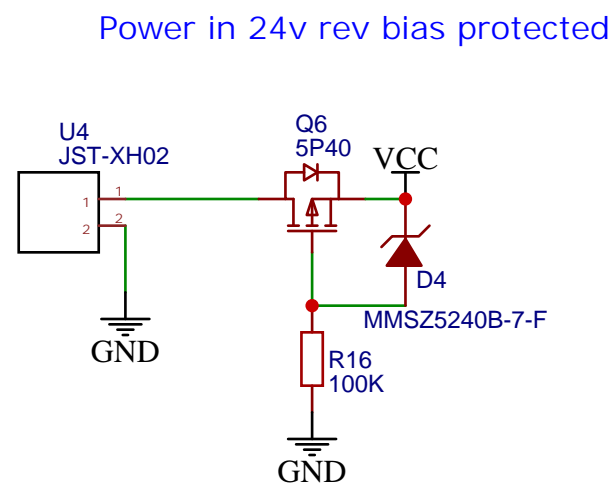 Power in 24v rev bias protected
U4
JST-XH02
1
1
2
2
GND
Q6
5P40
VCC
D4
MMSZ5240B-7-F
R16
100K
GND